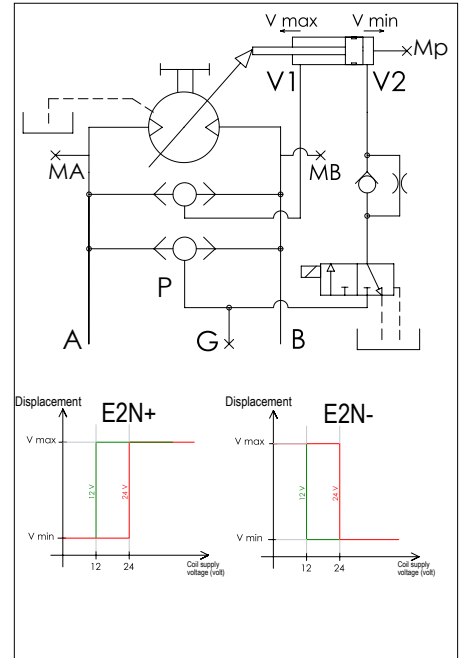 V max V min
Mp
V1 V2
MA MB
P
A G B
Displacement E2N+
V max
12 V 24 V
V min
12 24
Coil supply
voltage (volt)
Displacement E2N-
V max
12 V 24 V
V min
12 24
Coil supply
voltage (volt)